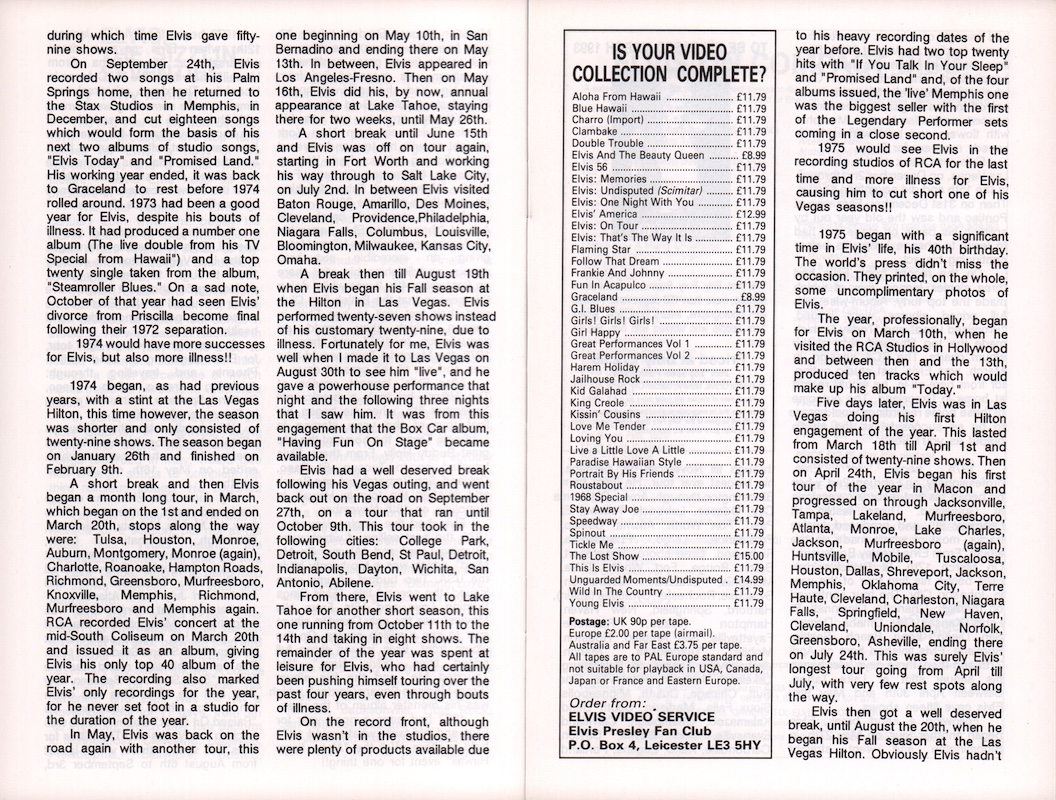 during which time Elvis gave fifty-
nine shows.
On September 24th, Elvis
recorded two songs at his Palm
Springs home, then he returned to
the Stax Studios in Memphis, in
December, and cut eighteen songs
which would form the basis of his
next two albums of studio songs,
"Elvis Today" and "Promised Land."
His working year ended, it was back
to Graceland to rest before 1974
rolled around. 1973 had been a good
year for Elvis, despite his bouts of
illness. It had produced a number one
album (The live double from his TV
Special from Hawaii") and a top
twenty single taken from the album,
"Steamroller Blues." On a sad note,
October of that year had seen Elvis'
divorce from Priscilla become final
following their 1972 separation.
1974 would have more successes
for Elvis, but also more illness!!
1974 began, as had previous
years, with a stint at the Las Vegas
Hilton, this time however, the season
was shorter and only consisted of
twenty-nine shows. The season began
on January 26th and finished on
February 9th.
A short break and then Elvis
began a month long tour, in March,
which began on the 1st and ended on
March 20th, stops along the way
were: Tulsa, Houston, Monroe,
Auburn, Montgomery, Monroe (again),
Charlotte, Roanoake, Hampton Roads,
Richmond, Greensboro, Murfreesboro,
Knoxville, Memphis, Richmond,
Murfreesboro and Memphis again.
RCA recorded Elvis' concert at the
mid-South Coliseum on March 20th
and issued it as an album, giving
Elvis his only top 40 album of the
year. The recording also marked
Elvis' only recordings for the year,
for he never set foot in a studio for
the duration of the year.
In May, Elvis was back on the
road again with another tour, this
one beginning on May 10th, in San
Bernadino and ending there on May
13th. In between, Elvis appeared in
Los Angeles-Fresno. Then on May
16th, Elvis did his, by now, annual
appearance at Lake Tahoe, staying
there for two weeks, until May 26th.
A short break until June 15th
and Elvis was off on tour again,
starting in Fort Worth and working
his way through to Salt Lake City,
on July 2nd. In between Elvis visited
Baton Rouge, Amarillo, Des Moines,
Cleveland, Providence,Philadelphia,
Niagara Falls, Columbus, Louisville,
Bloomington, Milwaukee, Kansas City,
Omaha.
A break then till August 19th
when Elvis began his Fall season at
the Hilton in Las Vegas. Elvis
performed twenty-seven shows instead
of his customary twenty-nine, due to
illness. Fortunately for me, Elvis was
well when I made it to Las Vegas on
August 30th to see him "live", and he
gave a powerhouse performance that
night and the following three nights
that I saw him. It was from this
engagement that the Box Car album,
"Having Fun On Stage" became
available.
Elvis had a well deserved break
following his Vegas outing, and went
back out on the road on September
27th, on a tour that ran until
October 9th. This tour took in the
following cities: College Park,
Detroit, South Bend, St Paul, Detroit,
Indianapolis, Dayton, Wichita, San
Antonio, Abilene.
From there, Elvis went to Lake
Tahoe for another short season, this
one running from October 11th to the
14th and taking in eight shows. The
remainder of the year was spent at
leisure for Elvis, who had certainly
been pushing himself touring over the
past four years, even through bouts
of illness.
On the record front, although
Elvis wasn't in the studios, there
were plenty of products available due
IS YOUR VIDEO
COLLECTION COMPLETE?
Aloha From Hawaii .................... £11.79
Blue Hawaii .................... £11.79
Charro (Import) .................... £11.79
Clambake .................... £11.79
Double Trouble .................... £11.79
Elvis And The Beauty Queen .......... £8.99
Elvis 56 .................... £11.79
Elvis: Memories .................... £11.79
Elvis: Undisputed (Scimitar) ......... £11.79
Elvis: One Night With You ............ £11.79
Elvis' America .................... £12.99
Elvis: On Tour .................... £11.79
Elvis: That's The Way It Is ............. £11.79
Flaming Star .................... £11.79
Follow That Dream .................... £11.79
Frankie And Johnny .................... £11.79
Fun In Acapulco .................... £11.79
Graceland .................... £8.99
G.I. Blues .................... £11.79
Girls! Girls! Girls! .................... £11.79
Girl Happy .................... £11.79
Great Performances Vol 1 ............. £11.79
Great Performances Vol 2 ............. £11.79
Harem Holiday .................... £11.79
Jailhouse Rock .................... £11.79
Kid Galahad .................... £11.79
King Creole .................... £11.79
Kissin' Cousins .................... £11.79
Love Me Tender .................... £11.79
Loving You .................... £11.79
Live a Little Love A Little .............. £11.79
Paradise Hawaiian Style ............... £11.79
Portrait By His Friends ................. £11.79
Roustabout .................... £11.79
1968 Special .................... £11.79
Stay Away Joe .................... £11.79
Speedway .................... £11.79
Spinout .................... £11.79
Tickle Me .................... £11.79
The Lost Show .................... £15.00
This Is Elvis .................... £11.79
Unguarded Moments/Undisputed . £14.99
Wild In The Country .................... £11.79
Young Elvis .................... £11.79
Postage: UK 90p per tape.
Europe £2.00 per tape (airmail).
Australia and Far East £3.75 per tape.
All tapes are to PAL Europe standard and
not suitable for playback in USA, Canada,
Japan or France and Eastern Europe.
Order from:
ELVIS VIDEO SERVICE
Elvis Presley Fan Club
P.O. Box 4, Leicester LE3 5HY
to his heavy recording dates of the
year before. Elvis had two top twenty
hits with "If You Talk In Your Sleep"
and "Promised Land" and, of the four
albums issued, the 'live' Memphis one
was the biggest seller with the first
of the Legendary Performer sets
coming in a close second.
1975 would see Elvis in the
recording studios of RCA for the last
time and more illness for Elvis,
causing him to cut short one of his
Vegas seasons!!
1975 began with a significant
time in Elvis' life, his 40th birthday.
The world's press didn't miss the
occasion. They printed, on the whole,
some uncomplimentary photos of
Elvis.
The year, professionally, began
for Elvis on March 10th, when he
visited the RCA Studios in Hollywood
and between then and the 13th,
produced ten tracks which would
make up his album "Today."
Five days later, Elvis was in Las
Vegas doing his first Hilton
engagement of the year. This lasted
from March 18th till April 1st and
consisted of twenty-nine shows. Then
on April 24th, Elvis began his first
tour of the year in Macon and
progressed on through Jacksonville,
Tampa, Lakeland, Murfreesboro,
Atlanta, Monroe, Lake Charles,
Jackson, Murfreesboro (again),
Huntsville, Mobile, Tuscaloosa,
Houston, Dallas, Shreveport, Jackson,
Memphis, Oklahoma City, Terre
Haute, Cleveland, Charleston, Niagara
Falls, Springfield, New Haven,
Cleveland, Uniondale, Norfolk,
Greensboro, Asheville, ending there
on July 24th. This was surely Elvis'
longest tour going from April till
July, with very few rest spots along
the way.
Elvis then got a well deserved
break, until August the 20th, when he
began his Fall season at the Las
Vegas Hilton. Obviously Elvis hadn't